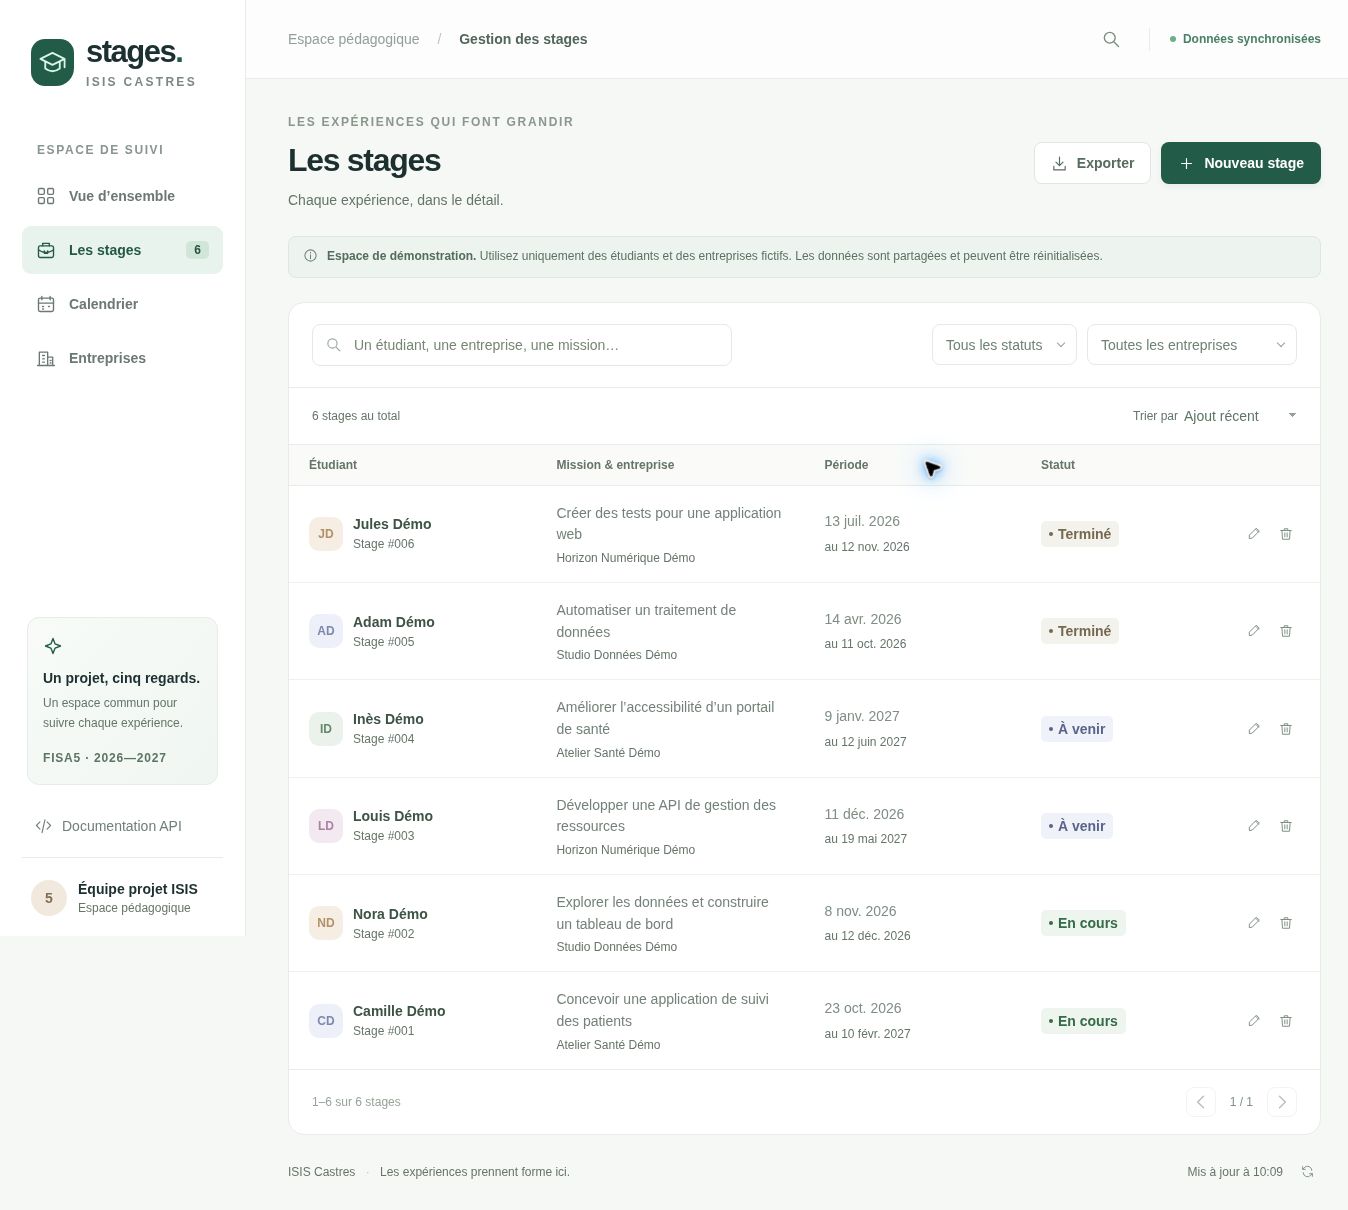 stages.
ISIS CASTRES
ESPACE DE SUIVI
Vue d’ensemble
Les stages 6
Calendrier
Entreprises
Un projet, cinq regards.
Un espace commun pour
suivre chaque expérience.
FISA5 · 2026—2027
Documentation API
5
Équipe projet ISIS
Espace pédagogique
Espace pédagogique / Gestion des stages
Données synchronisées
LES EXPÉRIENCES QUI FONT GRANDIR
Les stages
Chaque expérience, dans le détail.
Exporter
Nouveau stage
Espace de démonstration. Utilisez uniquement des étudiants et des entreprises fictifs. Les données sont partagées et peuvent être réinitialisées.
Un étudiant, une entreprise, une mission…
Tous les statuts
Toutes les entreprises
6 stages au total
Trier par Ajout récent
Étudiant Mission & entreprise Période Statut
JD
Jules Démo
Stage #006
Créer des tests pour une application
web
Horizon Numérique Démo
13 juil. 2026
au 12 nov. 2026
• Terminé
AD
Adam Démo
Stage #005
Automatiser un traitement de
données
Studio Données Démo
14 avr. 2026
au 11 oct. 2026
• Terminé
ID
Inès Démo
Stage #004
Améliorer l’accessibilité d’un portail
de santé
Atelier Santé Démo
9 janv. 2027
au 12 juin 2027
• À venir
LD
Louis Démo
Stage #003
Développer une API de gestion des
ressources
Horizon Numérique Démo
11 déc. 2026
au 19 mai 2027
• À venir
ND
Nora Démo
Stage #002
Explorer les données et construire
un tableau de bord
Studio Données Démo
8 nov. 2026
au 12 déc. 2026
• En cours
CD
Camille Démo
Stage #001
Concevoir une application de suivi
des patients
Atelier Santé Démo
23 oct. 2026
au 10 févr. 2027
• En cours
1–6 sur 6 stages
1 / 1
ISIS Castres · Les expériences prennent forme ici.
Mis à jour à 10:09